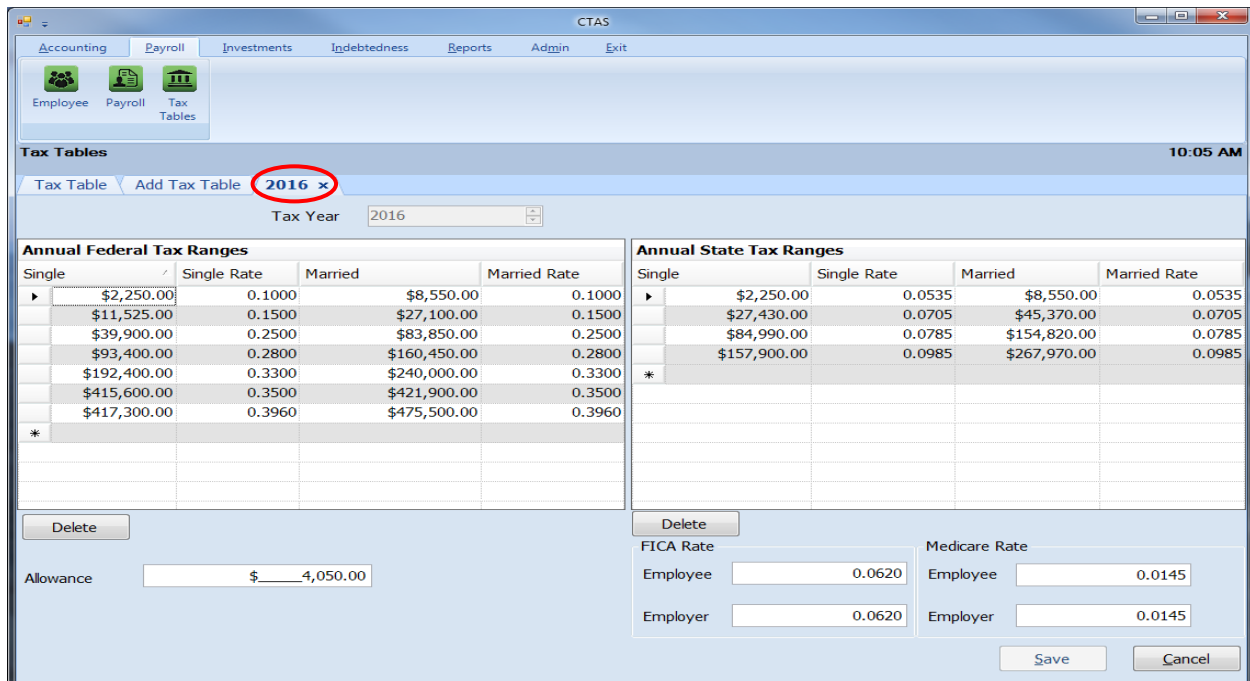 CTAS
Accounting Payroll Investments Indebtedness Reports Admin Exit
Employee Payroll Tax Tables
Tax Tables 10:05 AM
Tax Table Add Tax Table 2016 x
Tax Year 2016
Annual Federal Tax Ranges
Single Single Rate Married Married Rate
$2,250.00 0.1000 $8,550.00 0.1000
$11,525.00 0.1500 $27,100.00 0.1500
$39,900.00 0.2500 $83,850.00 0.2500
$93,400.00 0.2800 $160,450.00 0.2800
$192,400.00 0.3300 $240,000.00 0.3300
$415,600.00 0.3500 $421,900.00 0.3500
$417,300.00 0.3960 $475,500.00 0.3960
*
Delete
Allowance $_____4,050.00
Annual State Tax Ranges
Single Single Rate Married Married Rate
$2,250.00 0.0535 $8,550.00 0.0535
$27,430.00 0.0705 $45,370.00 0.0705
$84,990.00 0.0785 $154,820.00 0.0785
$157,900.00 0.0985 $267,970.00 0.0985
*
Delete
FICA Rate Medicare Rate
Employee 0.0620 Employee 0.0145
Employer 0.0620 Employer 0.0145
Save Cancel